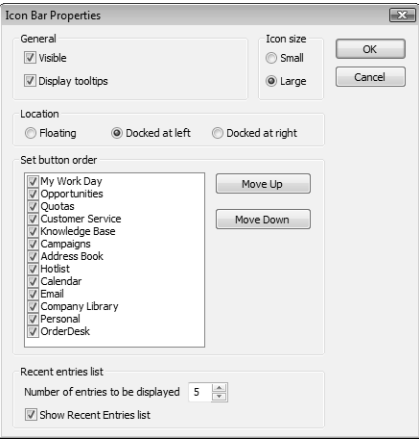 Icon Bar Properties
General
Visible
Display tooltips
Icon size
Small
Large
OK
Cancel
Location
Floating
Docked at left
Docked at right
Set button order
My Work Day
Opportunities
Quotas
Customer Service
Knowledge Base
Campaigns
Address Book
Hotlist
Calendar
Email
Company Library
Personal
OrderDesk
Move Up
Move Down
Recent entries list
Number of entries to be displayed 5
Show Recent Entries list